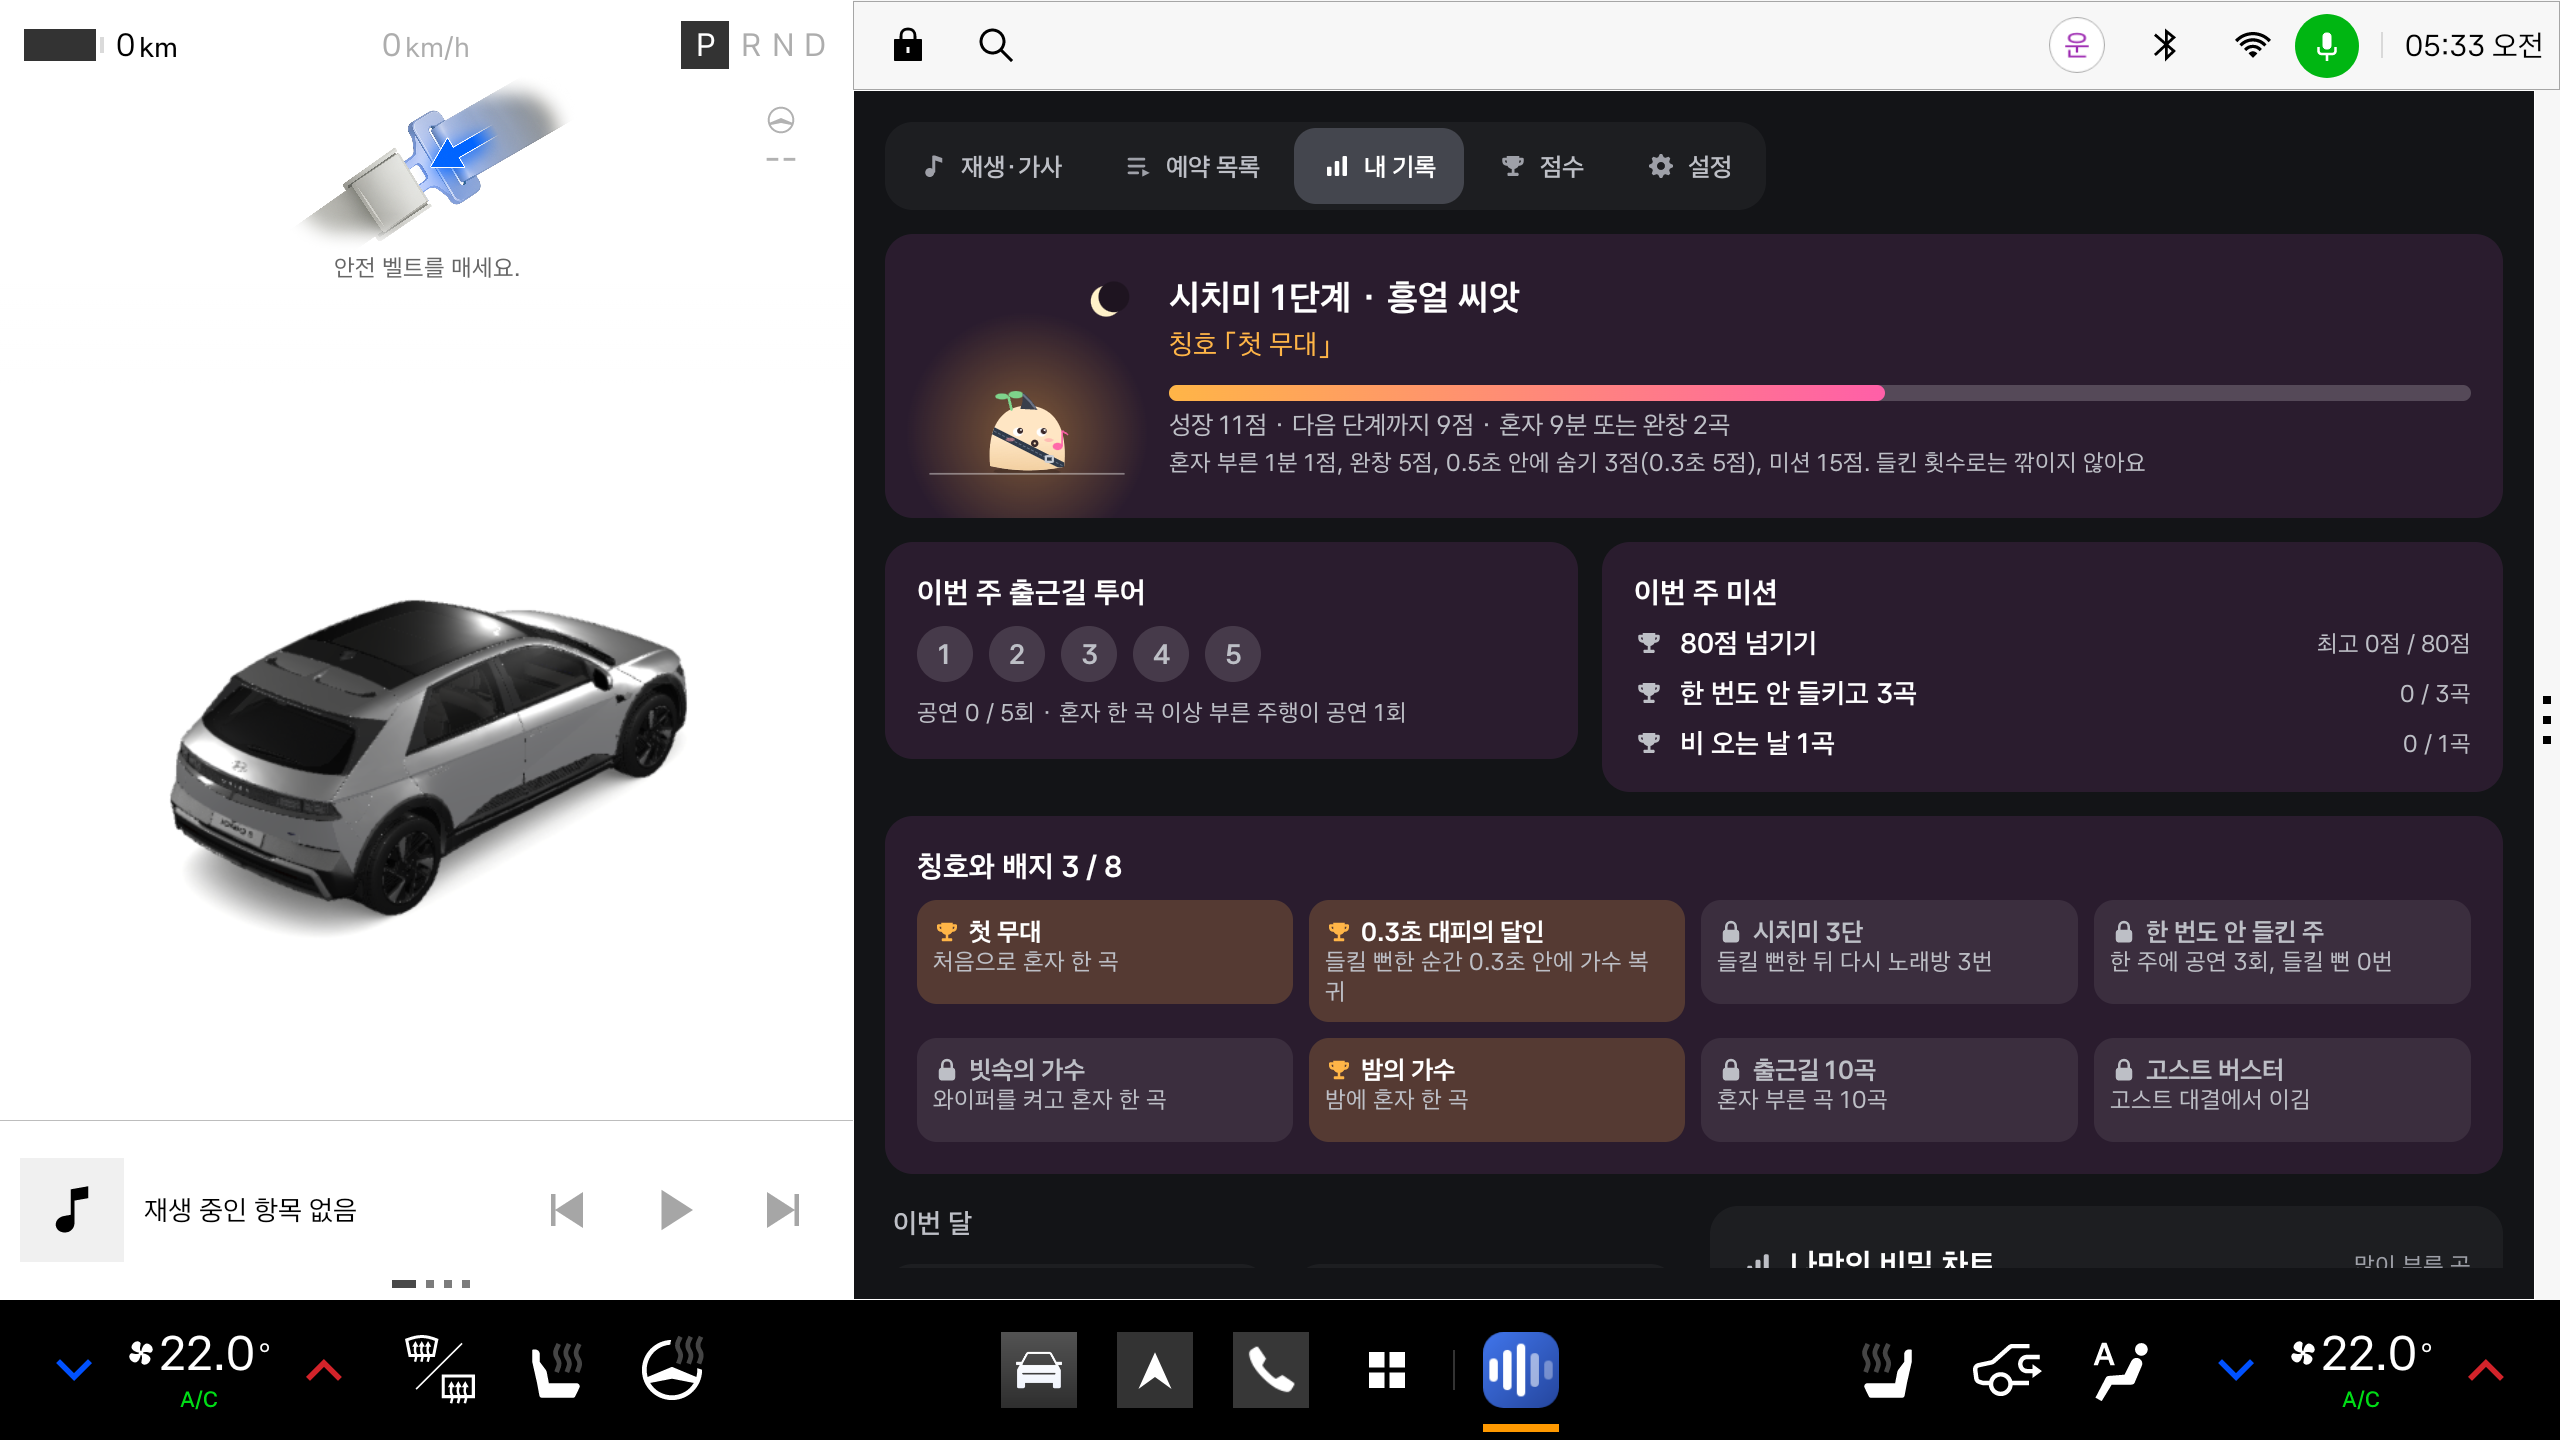 0 km
0 km/h
P R N D
운
05:33 오전
안전 벨트를 매세요.
재생·가사
예약 목록
내 기록
점수
설정
시치미 1단계 · 흥얼 씨앗
칭호 「첫 무대」
성장 11점 · 다음 단계까지 9점 · 혼자 9분 또는 완창 2곡
혼자 부른 1분 1점, 완창 5점, 0.5초 안에 숨기 3점(0.3초 5점), 미션 15점. 들킨 횟수로는 깎이지 않아요
이번 주 출근길 투어
1 2 3 4 5
공연 0 / 5회 · 혼자 한 곡 이상 부른 주행이 공연 1회
이번 주 미션
80점 넘기기
최고 0점 / 80점
한 번도 안 들키고 3곡
0 / 3곡
비 오는 날 1곡
0 / 1곡
칭호와 배지 3 / 8
첫 무대
처음으로 혼자 한 곡
0.3초 대피의 달인
들킬 뻔한 순간 0.3초 안에 가수 복
귀
시치미 3단
들킬 뻔한 뒤 다시 노래방 3번
한 번도 안 들킨 주
한 주에 공연 3회, 들킬 뻔 0번
빗속의 가수
와이퍼를 켜고 혼자 한 곡
밤의 가수
밤에 혼자 한 곡
출근길 10곡
혼자 부른 곡 10곡
고스트 버스터
고스트 대결에서 이김
이번 달
나만의 비밀 차트
많이 부른 곡
재생 중인 항목 없음
22.0°
A/C
A
22.0°
A/C